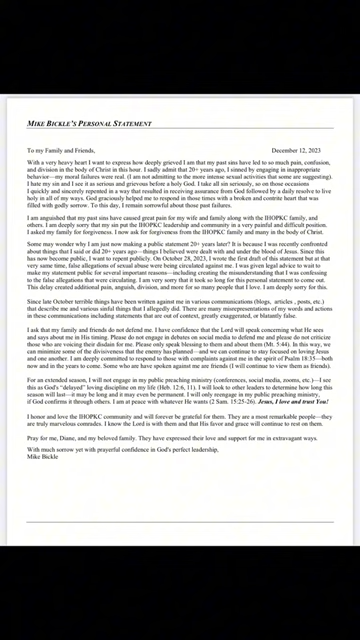 MIKE BICKLE'S PERSONAL STATEMENT
To my Family and Friends, December 12, 2023
With a very heavy heart I want to express how deeply grieved I am that my past sins have led to so much pain, confusion,
and division in the body of Christ in this hour. I sadly admit that 20+ years ago, I sinned by engaging in inappropriate
behavior—my moral failures were real. (I am not admitting to the more intense sexual activities that some are suggesting).
I hate my sin and I see it as serious and grievous before a holy God. I take all sin seriously, so on those occasions
I quickly and sincerely repented in a way that resulted in receiving assurance from God followed by a daily resolve to live
holy in all of my ways. God graciously helped me to respond in those times with a broken and contrite heart that was
filled with godly sorrow. To this day, I remain sorrowful about those past failures.
I am anguished that my past sins have caused great pain for my wife and family along with the IHOPKC family, and
others. I am deeply sorry that my sin put the IHOPKC leadership and community in a very painful and difficult position.
I asked my family for forgiveness. I now ask for forgiveness from the IHOPKC family and many in the body of Christ.
Some may wonder why I am just now making a public statement 20+ years later? It is because I was recently confronted
about things that I said or did 20+ years ago—things I believed were dealt with and under the blood of Jesus. Since this
has now become public, I want to repent publicly. On October 28, 2023, I wrote the first draft of this statement but at that
very same time, false allegations of sexual abuse were being circulated against me. I was given legal advice to wait to
make my statement public for several important reasons—including creating the misunderstanding that I was confessing
to the false allegations that were circulating. I am very sorry that it took so long for this personal statement to come out.
This delay created additional pain, anguish, division, and more for so many people that I love. I am deeply sorry for this.
Since late October terrible things have been written against me in various communications (blogs, articles , posts, etc.)
that describe me and various sinful things that I allegedly did. There are many misrepresentations of my words and actions
in these communications including statements that are out of context, greatly exaggerated, or blatantly false.
I ask that my family and friends do not defend me. I have confidence that the Lord will speak concerning what He sees
and says about me in His timing. Please do not engage in debates on social media to defend me and please do not criticize
those who are voicing their disdain for me. Please only speak blessing to them and about them (Mt. 5:44). In this way, we
can minimize some of the divisiveness that the enemy has planned—and we can continue to stay focused on loving Jesus
and one another. I am deeply committed to respond to those with complaints against me in the spirit of Psalm 18:35—both
now and in the years to come. Some who have spoken against me are friends (I will continue to view them as friends).
For an extended season, I will not engage in my public preaching ministry (conferences, social media, zooms, etc.)—I see
this as God's "delayed" loving discipline on my life (Heb. 12:6, 11). I will look to other leaders to determine how long this
season will last—it may be long and it may even be permanent. I will only reengage in my public preaching ministry,
if God confirms it through others. I am at peace with whatever He wants (2 Sam. 15:25-26). Jesus, I love and trust You!
I honor and love the IHOPKC community and will forever be grateful for them. They are a most remarkable people—they
are truly marvelous comrades. I know the Lord is with them and that His favor and grace will continue to rest on them.
Pray for me, Diane, and my beloved family. They have expressed their love and support for me in extravagant ways.
With much sorrow yet with prayerful confidence in God's perfect leadership,
Mike Bickle